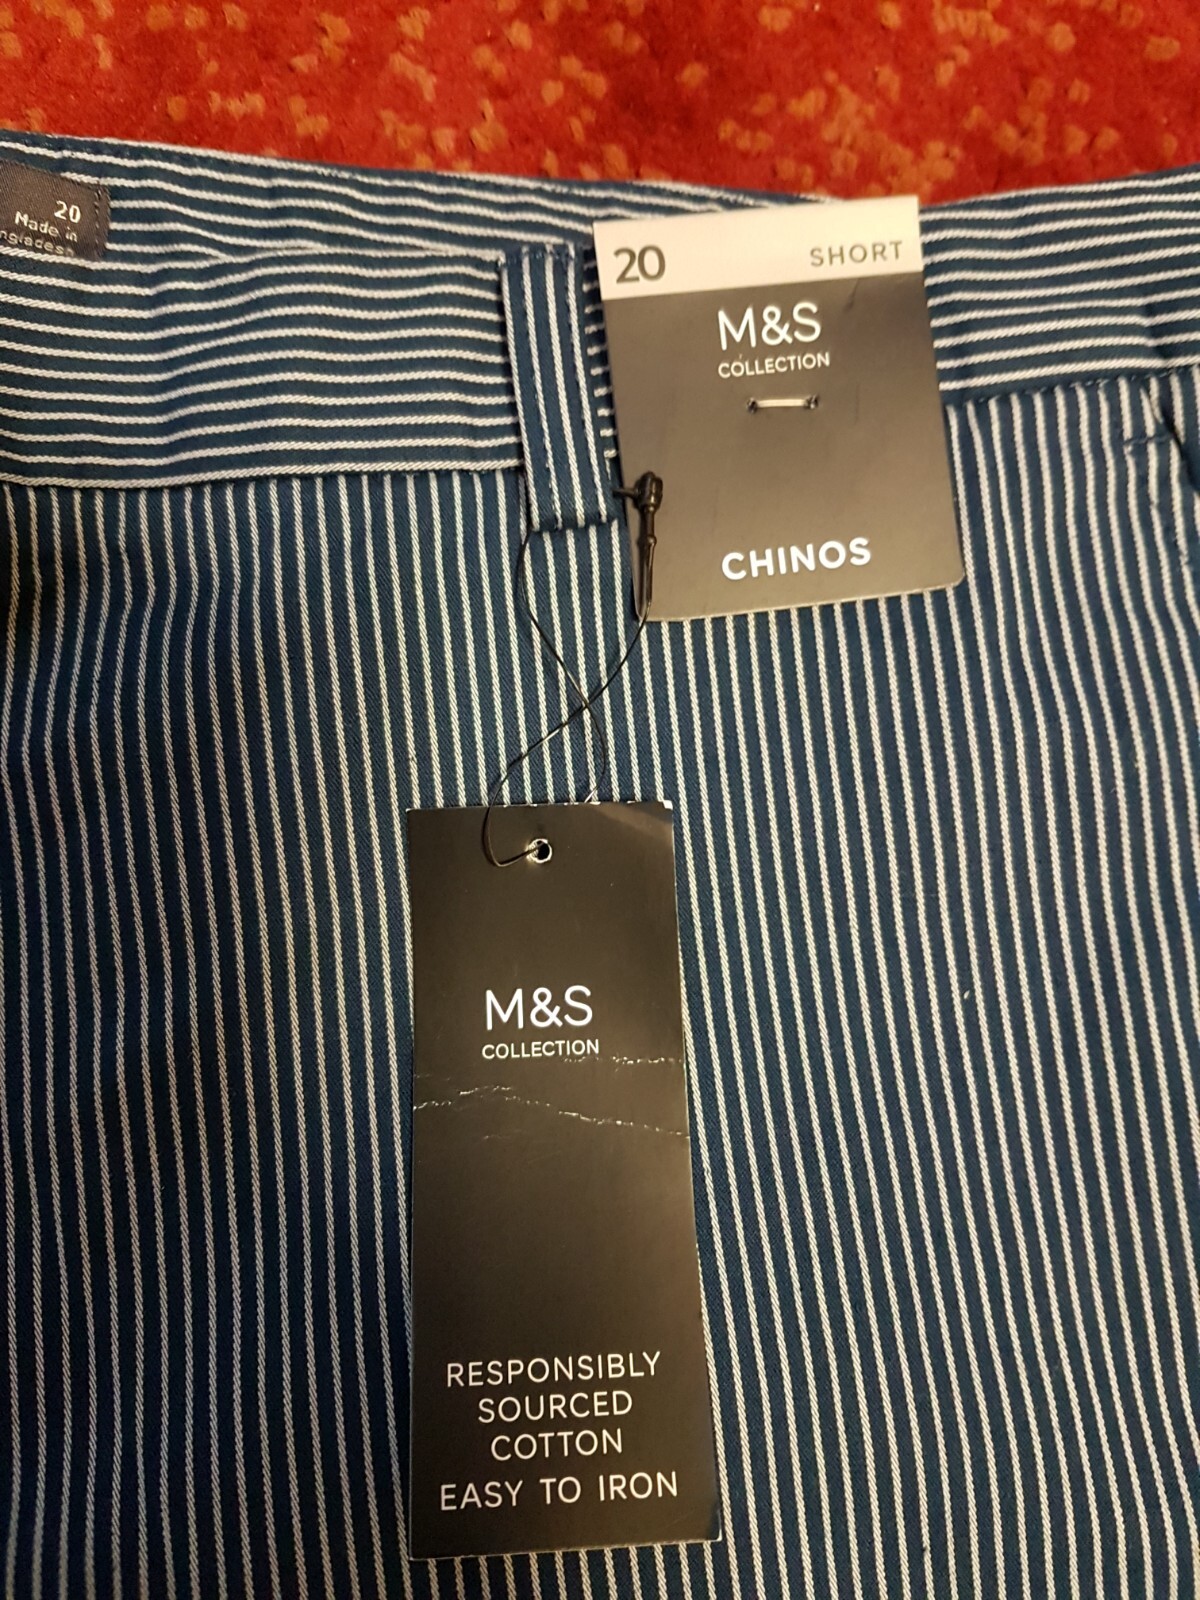 20
Made in
20 SHORT
M&S
COLLECTION
CHINOS
M&S
COLLECTION
RESPONSIBLY
SOURCED
COTTON
EASY TO IRON